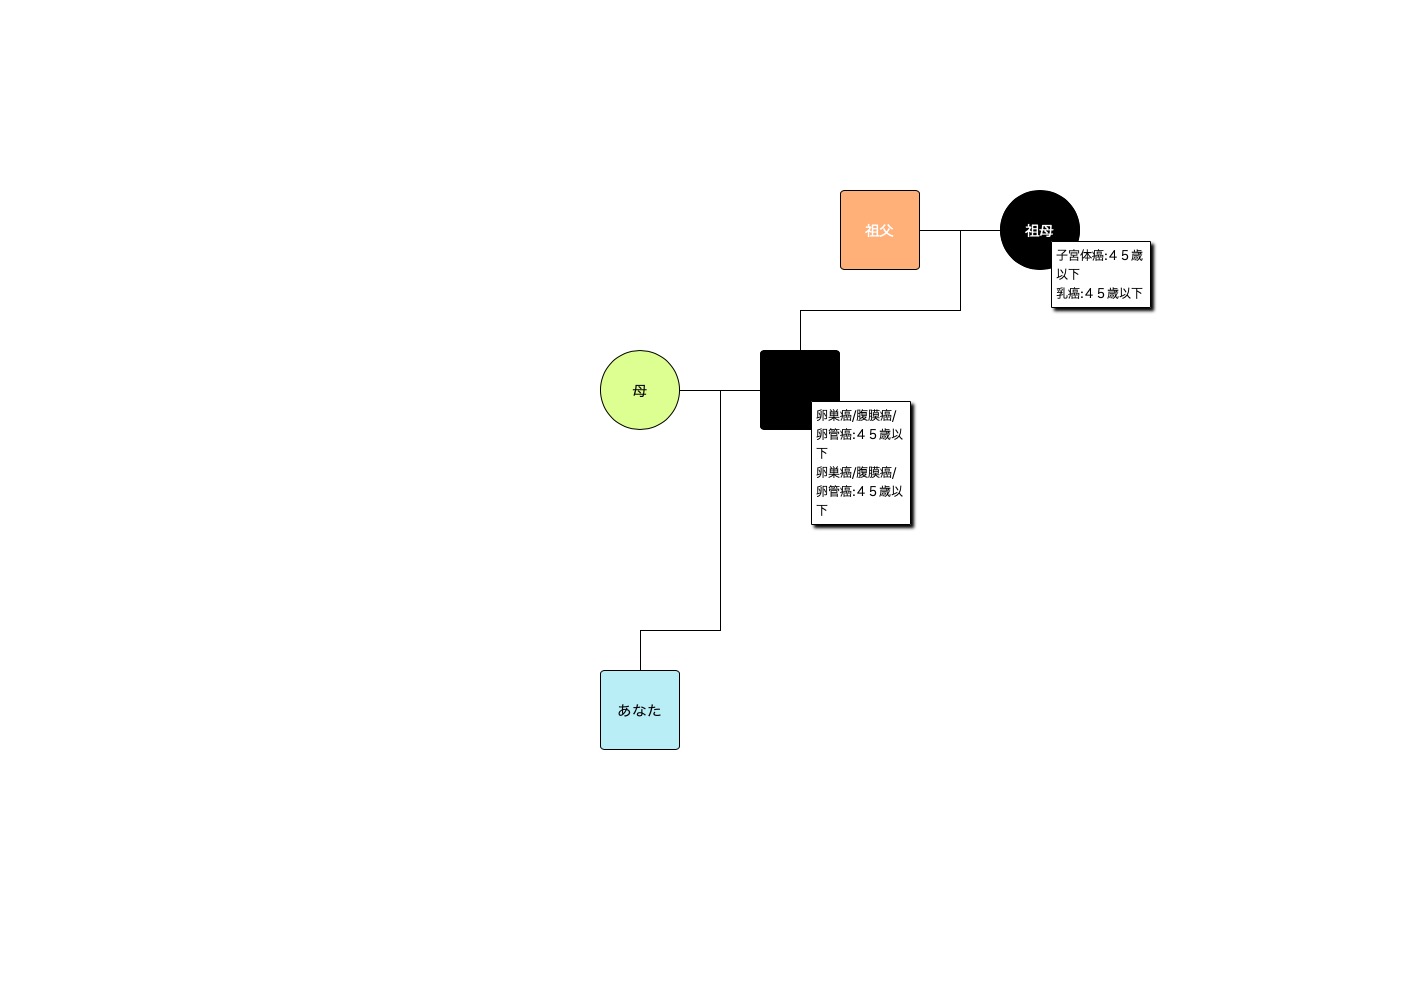 祖父
祖母
子宮体癌:４５歳
以下
乳癌:４５歳以下
母
卵巣癌/腹膜癌/
卵管癌:４５歳以
下
卵巣癌/腹膜癌/
卵管癌:４５歳以
下
あなた